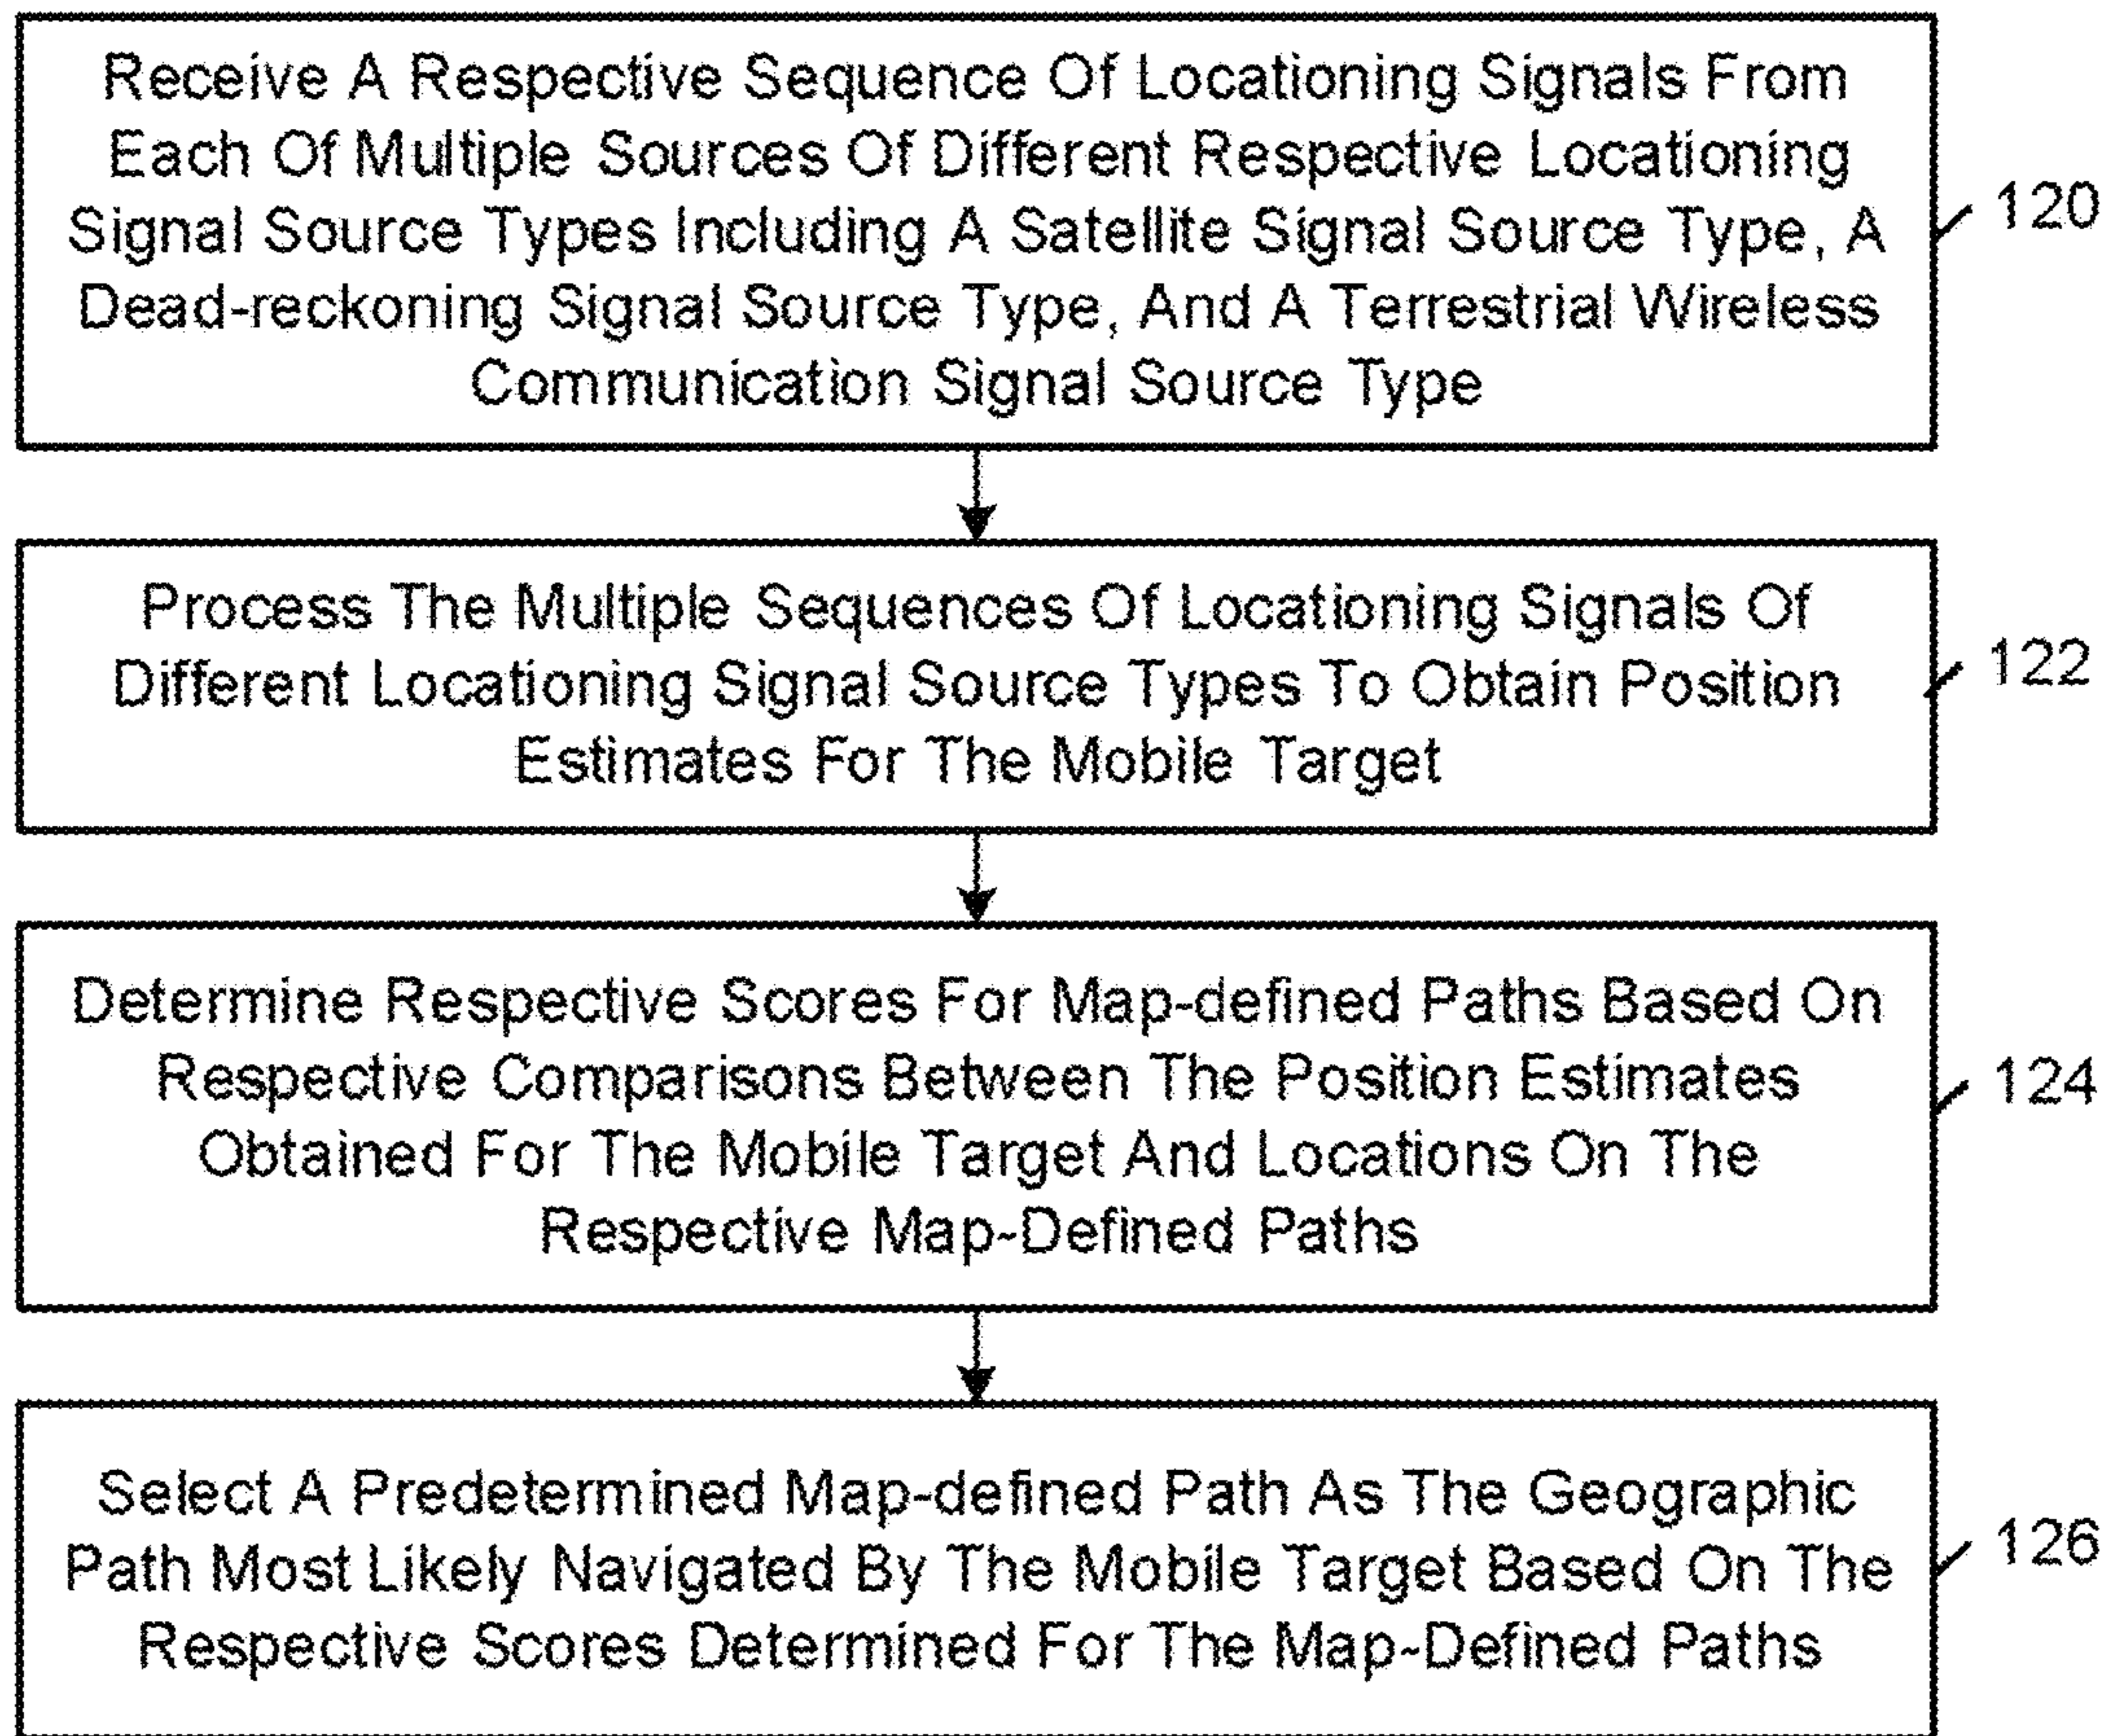 Receive A Respective Sequence Of Locationing Signals From
Each Of Multiple Sources Of Different Respective Locationing
Signal Source Types Including A Satellite Signal Source Type, A
Dead-reckoning Signal Source Type, And A Terrestrial Wireless
Communication Signal Source Type
120
Process The Multiple Sequences Of Locationing Signals Of
Different Locationing Signal Source Types To Obtain Position
Estimates For The Mobile Target
122
Determine Respective Scores For Map-defined Paths Based On
Respective Comparisons Between The Position Estimates
Obtained For The Mobile Target And Locations On The
Respective Map-Defined Paths
124
Select A Predetermined Map-defined Path As The Geographic
Path Most Likely Navigated By The Mobile Target Based On The
Respective Scores Determined For The Map-Defined Paths
126